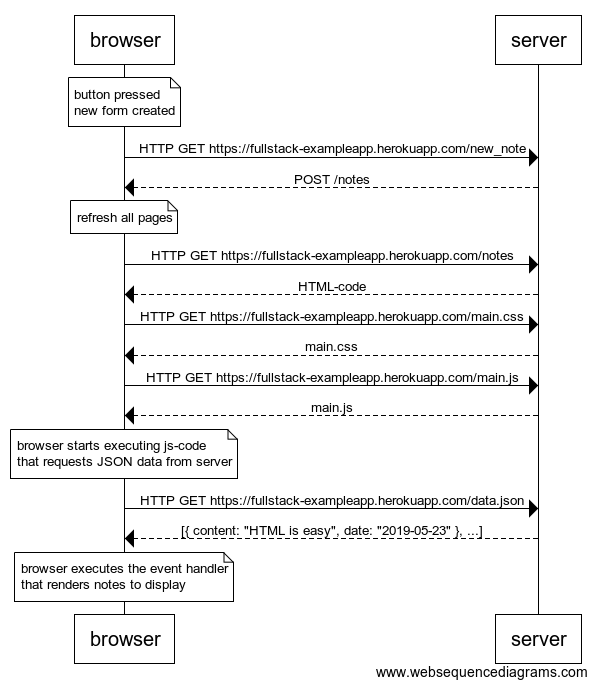 browser
server
button pressed
new form created
HTTP GET https://fullstack-exampleapp.herokuapp.com/new_note
POST /notes
refresh all pages
HTTP GET https://fullstack-exampleapp.herokuapp.com/notes
HTML-code
HTTP GET https://fullstack-exampleapp.herokuapp.com/main.css
main.css
HTTP GET https://fullstack-exampleapp.herokuapp.com/main.js
main.js
browser starts executing js-code
that requests JSON data from server
HTTP GET https://fullstack-exampleapp.herokuapp.com/data.json
[{ content: "HTML is easy", date: "2019-05-23" }, ...]
browser executes the event handler
that renders notes to display
browser
server
www.websequencediagrams.com